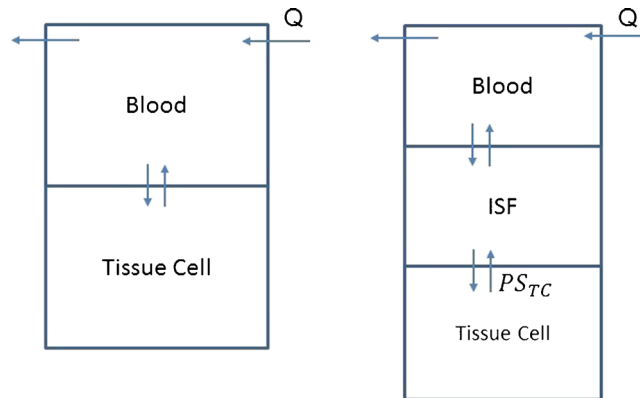 Q
Blood
Tissue Cell
Q
Blood
ISF
PS_TC
Tissue Cell